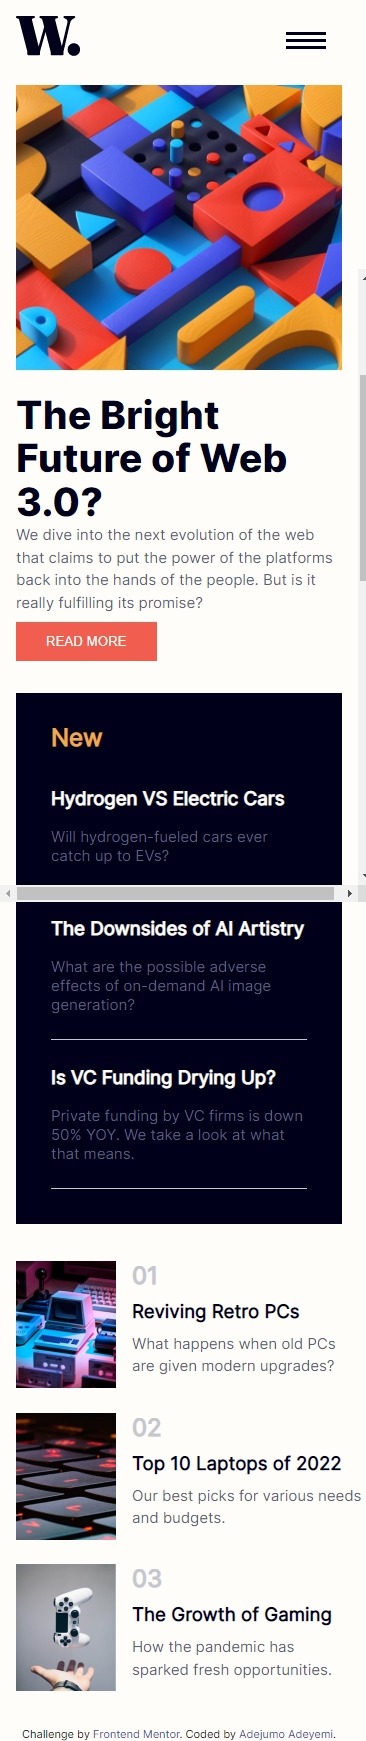 W.
The Bright
Future of Web
3.0?
We dive into the next evolution of the web
that claims to put the power of the platforms
back into the hands of the people. But is it
really fulfilling its promise?
READ MORE
New
Hydrogen VS Electric Cars
Will hydrogen-fueled cars ever
catch up to EVs?
The Downsides of AI Artistry
What are the possible adverse
effects of on-demand AI image
generation?
Is VC Funding Drying Up?
Private funding by VC firms is down
50% YOY. We take a look at what
that means.
01
Reviving Retro PCs
What happens when old PCs
are given modern upgrades?
02
Top 10 Laptops of 2022
Our best picks for various needs
and budgets.
03
The Growth of Gaming
How the pandemic has
sparked fresh opportunities.
Challenge by Frontend Mentor. Coded by Adejumo Adeyemi.